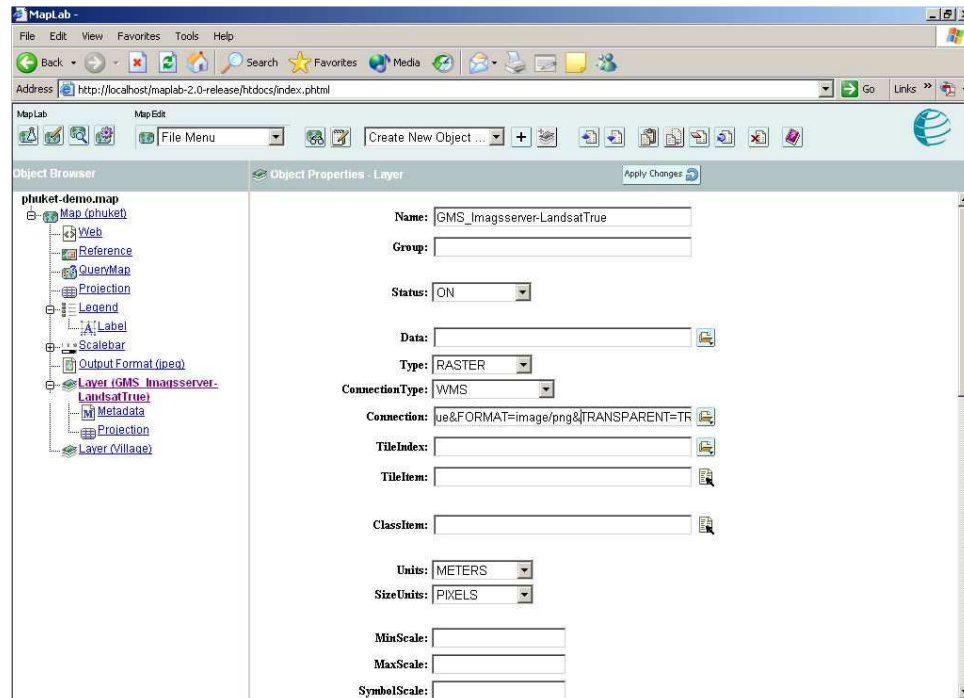 MapLab -
File Edit View Favorites Tools Help
Back Search Favorites Media
Address http://localhost/maplab-2.0-release/htdocs/index.phtml Go Links »
MapLab MapEdit
File Menu Create New Object ... +
Object Browser
phuket-demo.map
Map (phuket)
Web
Reference
QueryMap
Projection
Legend
Label
Scalebar
Output Format (jpeg)
Layer (GMS_Imagsserver-
LandsatTrue)
Metadata
Projection
Layer (Village)
Object Properties - Layer Apply Changes
Name: GMS_Imagsserver-LandsatTrue
Group:
Status: ON
Data:
Type: RASTER
ConnectionType: WMS
Connection: ue&FORMAT=image/png&TRANSPARENT=TR
TileIndex:
TileItem:
ClassItem:
Units: METERS
SizeUnits: PIXELS
MinScale:
MaxScale:
SymbolScale: